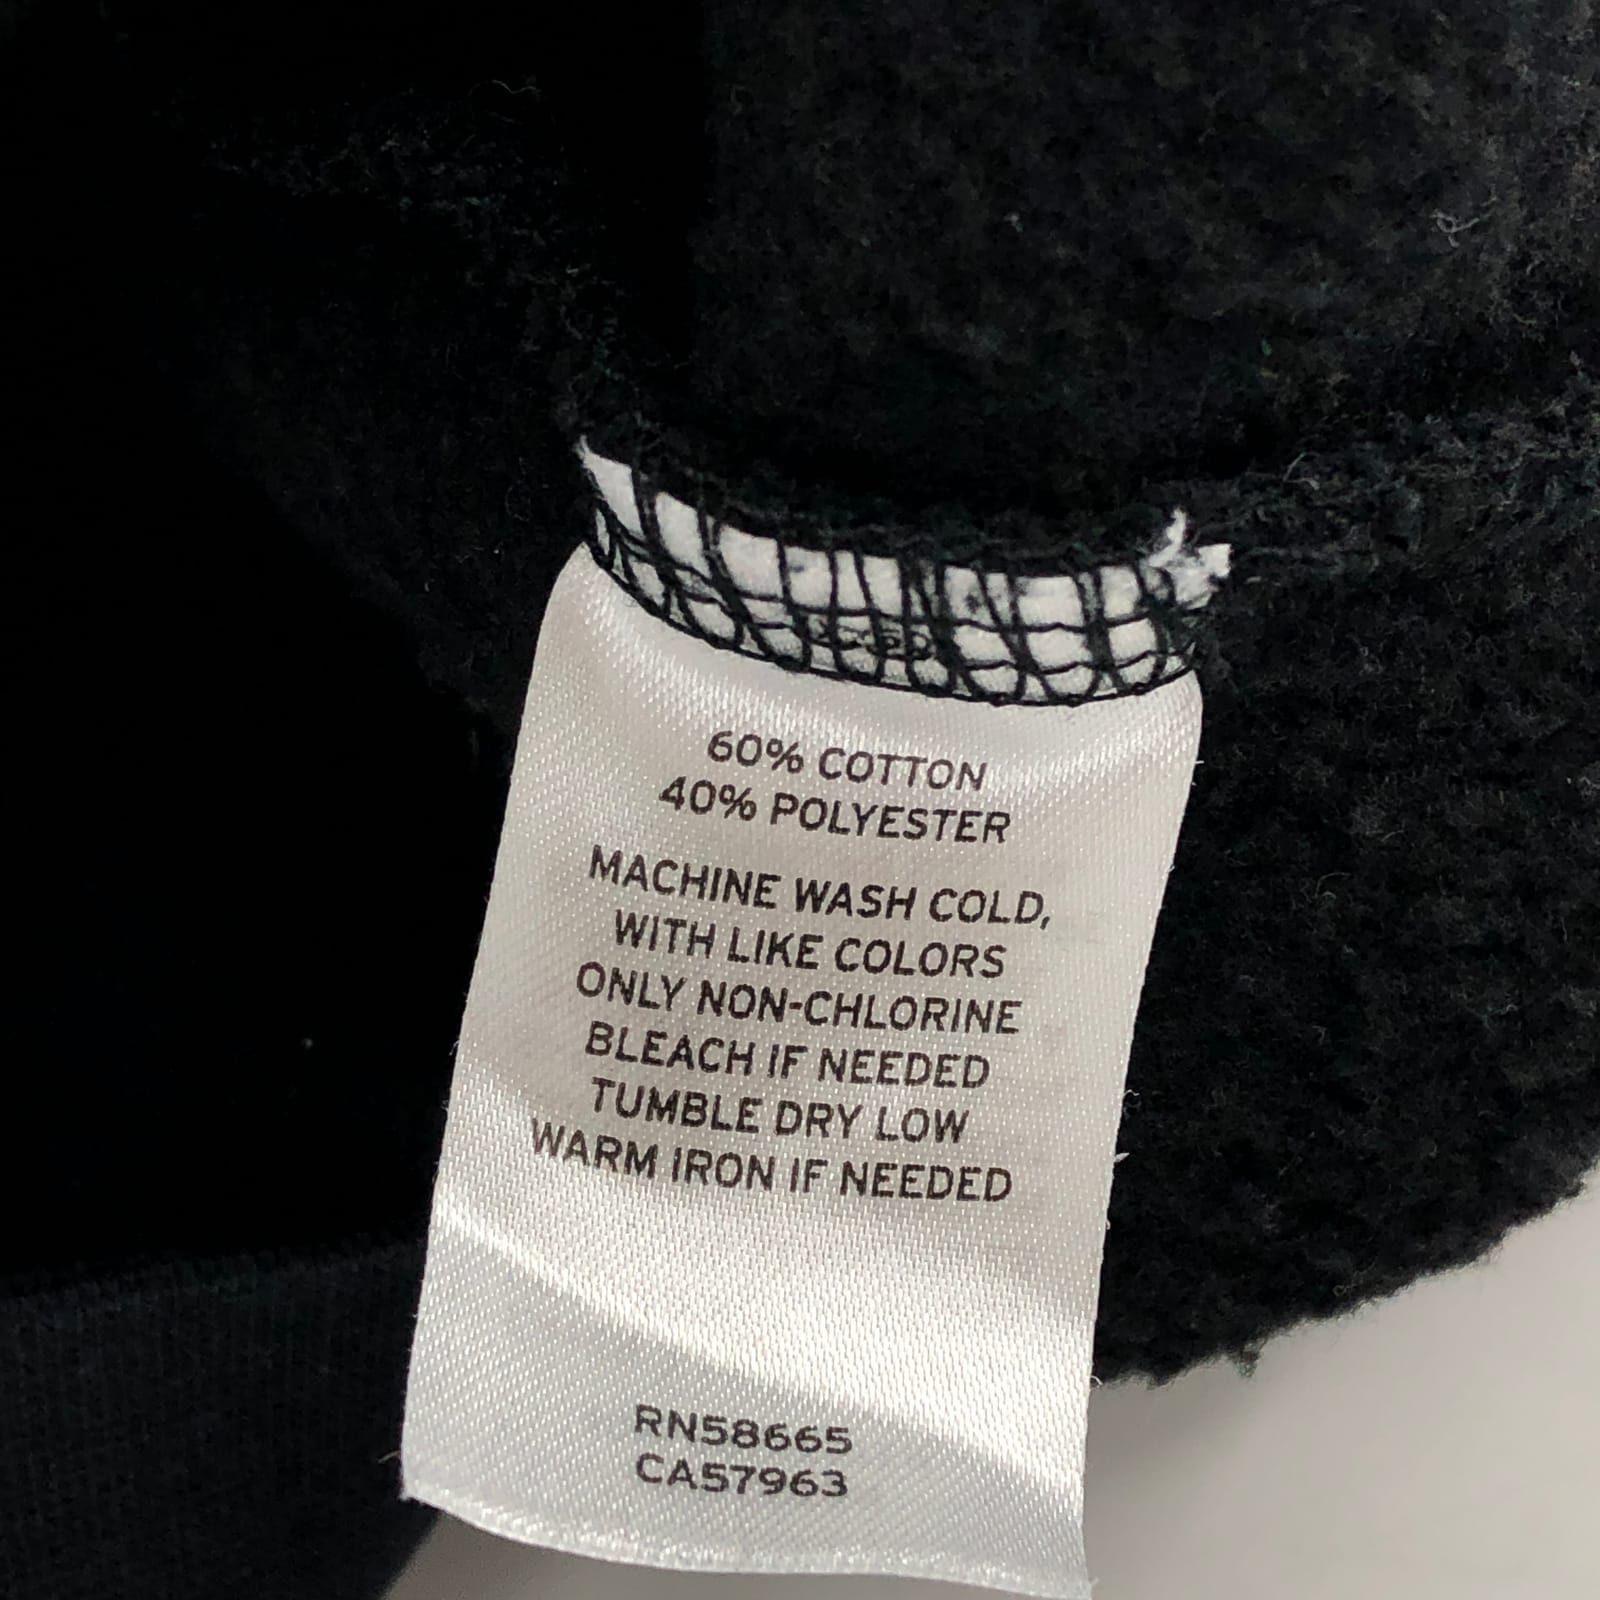 60% COTTON
40% POLYESTER
MACHINE WASH COLD,
WITH LIKE COLORS
ONLY NON-CHLORINE
BLEACH IF NEEDED
TUMBLE DRY LOW
WARM IRON IF NEEDED
RN58665
CA57963